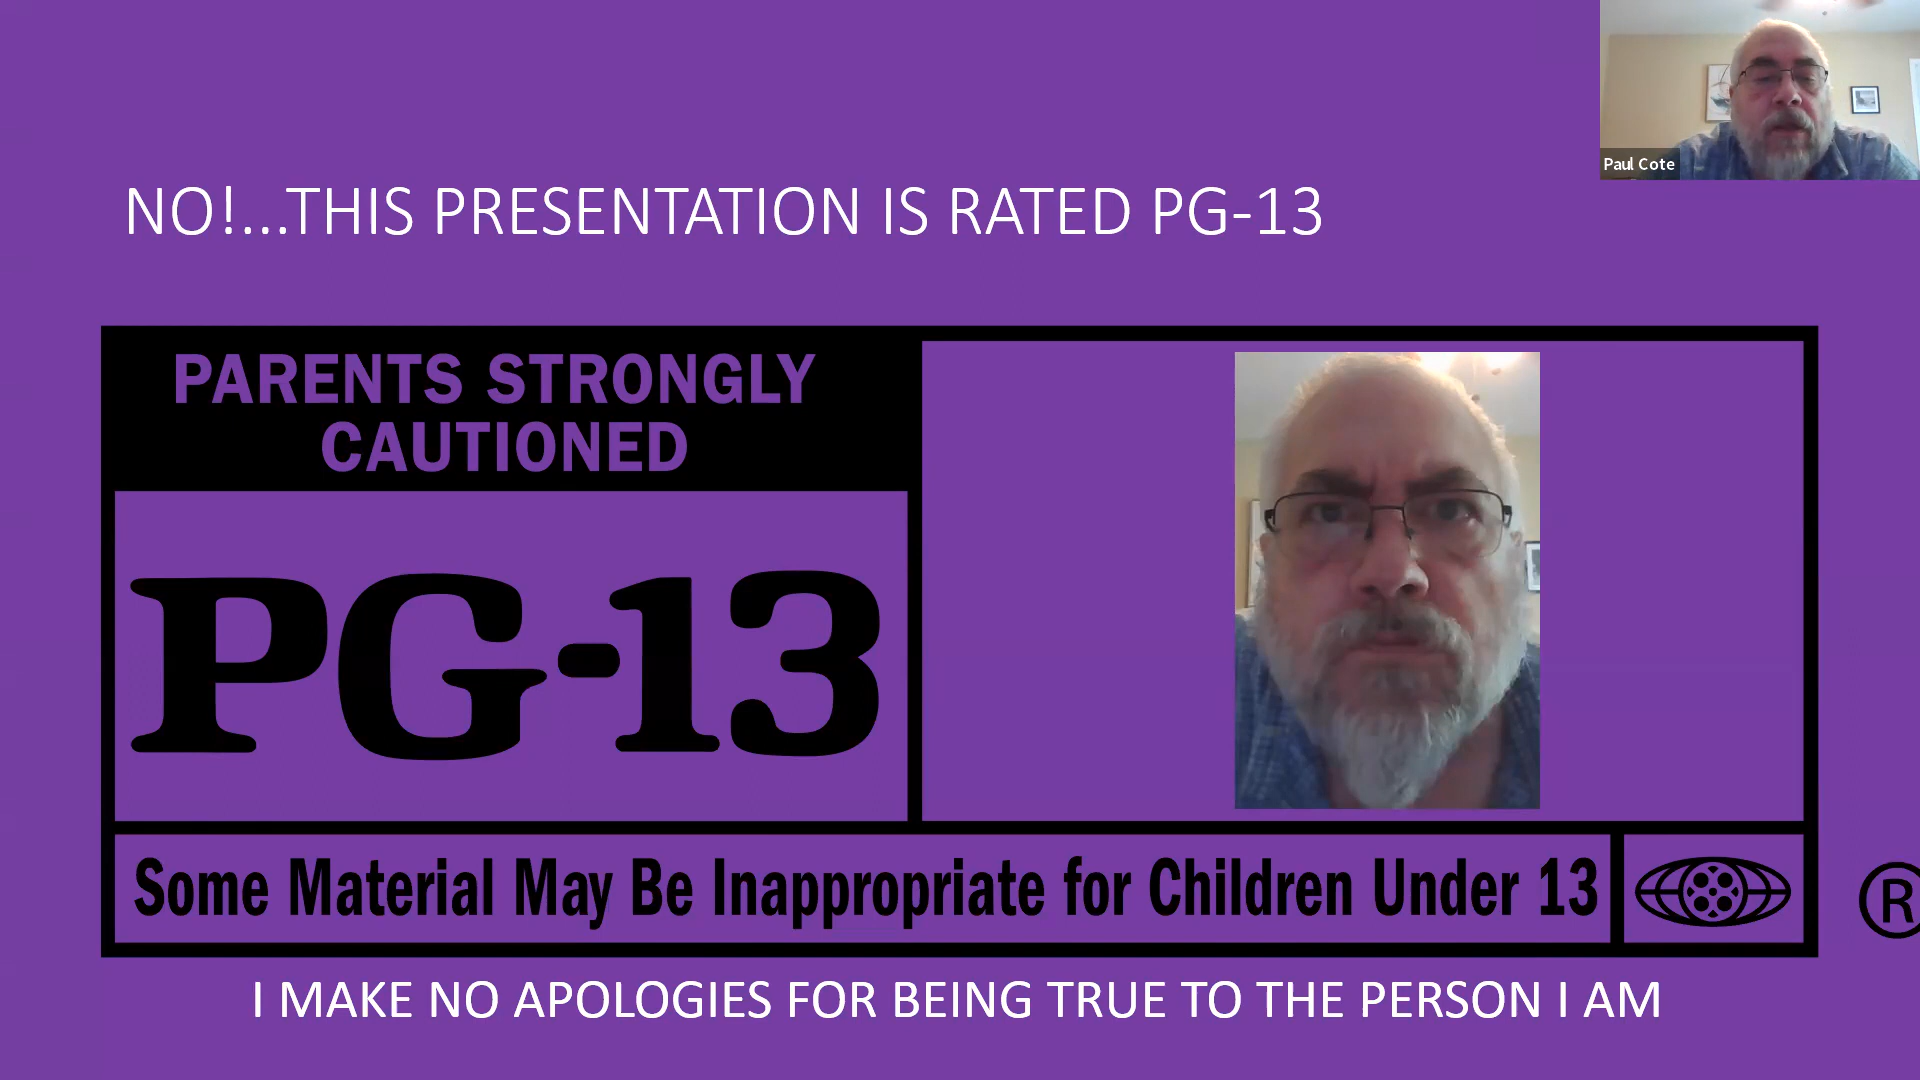 Paul Cote
NO!...THIS PRESENTATION IS RATED PG-13
PARENTS STRONGLY
CAUTIONED
PG-13
Some Material May Be Inappropriate for Children Under 13
®
I MAKE NO APOLOGIES FOR BEING TRUE TO THE PERSON I AM